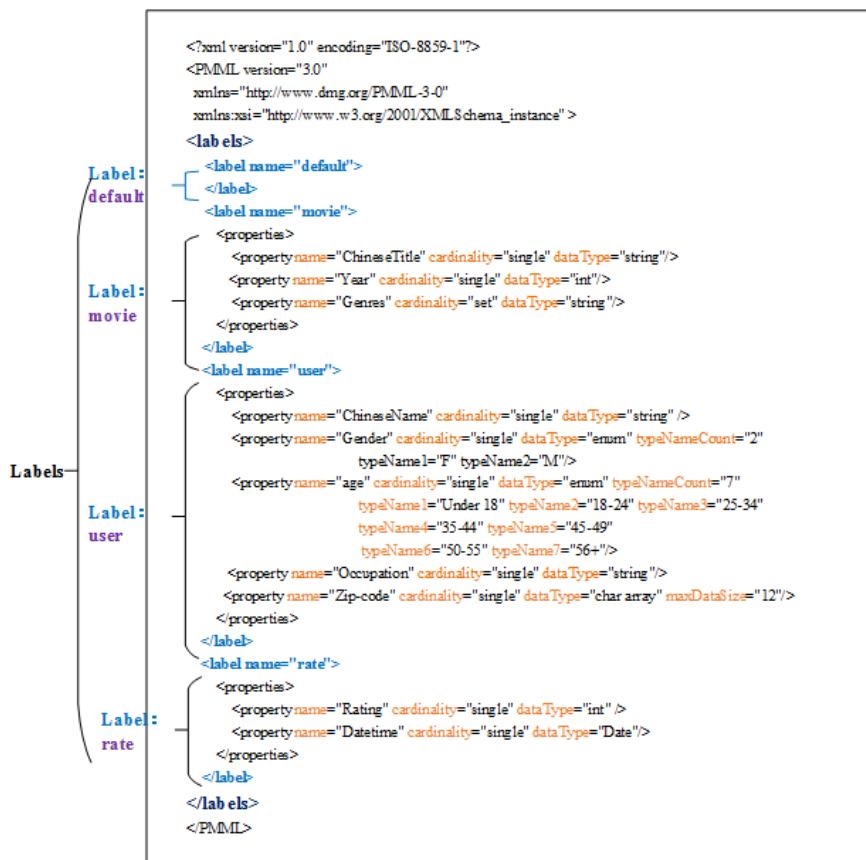 <?xml version="1.0" encoding="ISO-8859-1"?>
<PMML version="3.0"
xmlns="http://www.dmg.org/PMML-3-0"
xmlns:xsi="http://www.w3.org/2001/XMLSchema_instance" >
<labels>
Label:
default
<label name="default">
</label>
<label name="movie">
<properties>
<property name="ChineseTitle" cardinality="single" dataType="string"/>
Label:
movie
<property name="Year" cardinality="single" dataType="int"/>
<property name="Genres" cardinality="set" dataType="string"/>
</properties>
</label>
<label name="user">
<properties>
<property name="ChineseName" cardinality="single" dataType="string" />
<property name="Gender" cardinality="single" dataType="enum" typeNameCount="2"
typeName1="F" typeName2="M"/>
Labels
<property name="age" cardinality="single" dataType="enum" typeNameCount="7"
typeName1="Under 18" typeName2="18-24" typeName3="25-34"
Label:
user
typeName4="35-44" typeName5="45-49"
typeName6="50-55" typeName7="56+"/>
<property name="Occupation" cardinality="single" dataType="string"/>
<property name="Zip-code" cardinality="single" dataType="char array" maxDataSize="12"/>
</properties>
</label>
<label name="rate">
<properties>
<property name="Rating" cardinality="single" dataType="int" />
Label:
rate
<property name="Datetime" cardinality="single" dataType="Date"/>
</properties>
</label>
</labels>
</PMML>